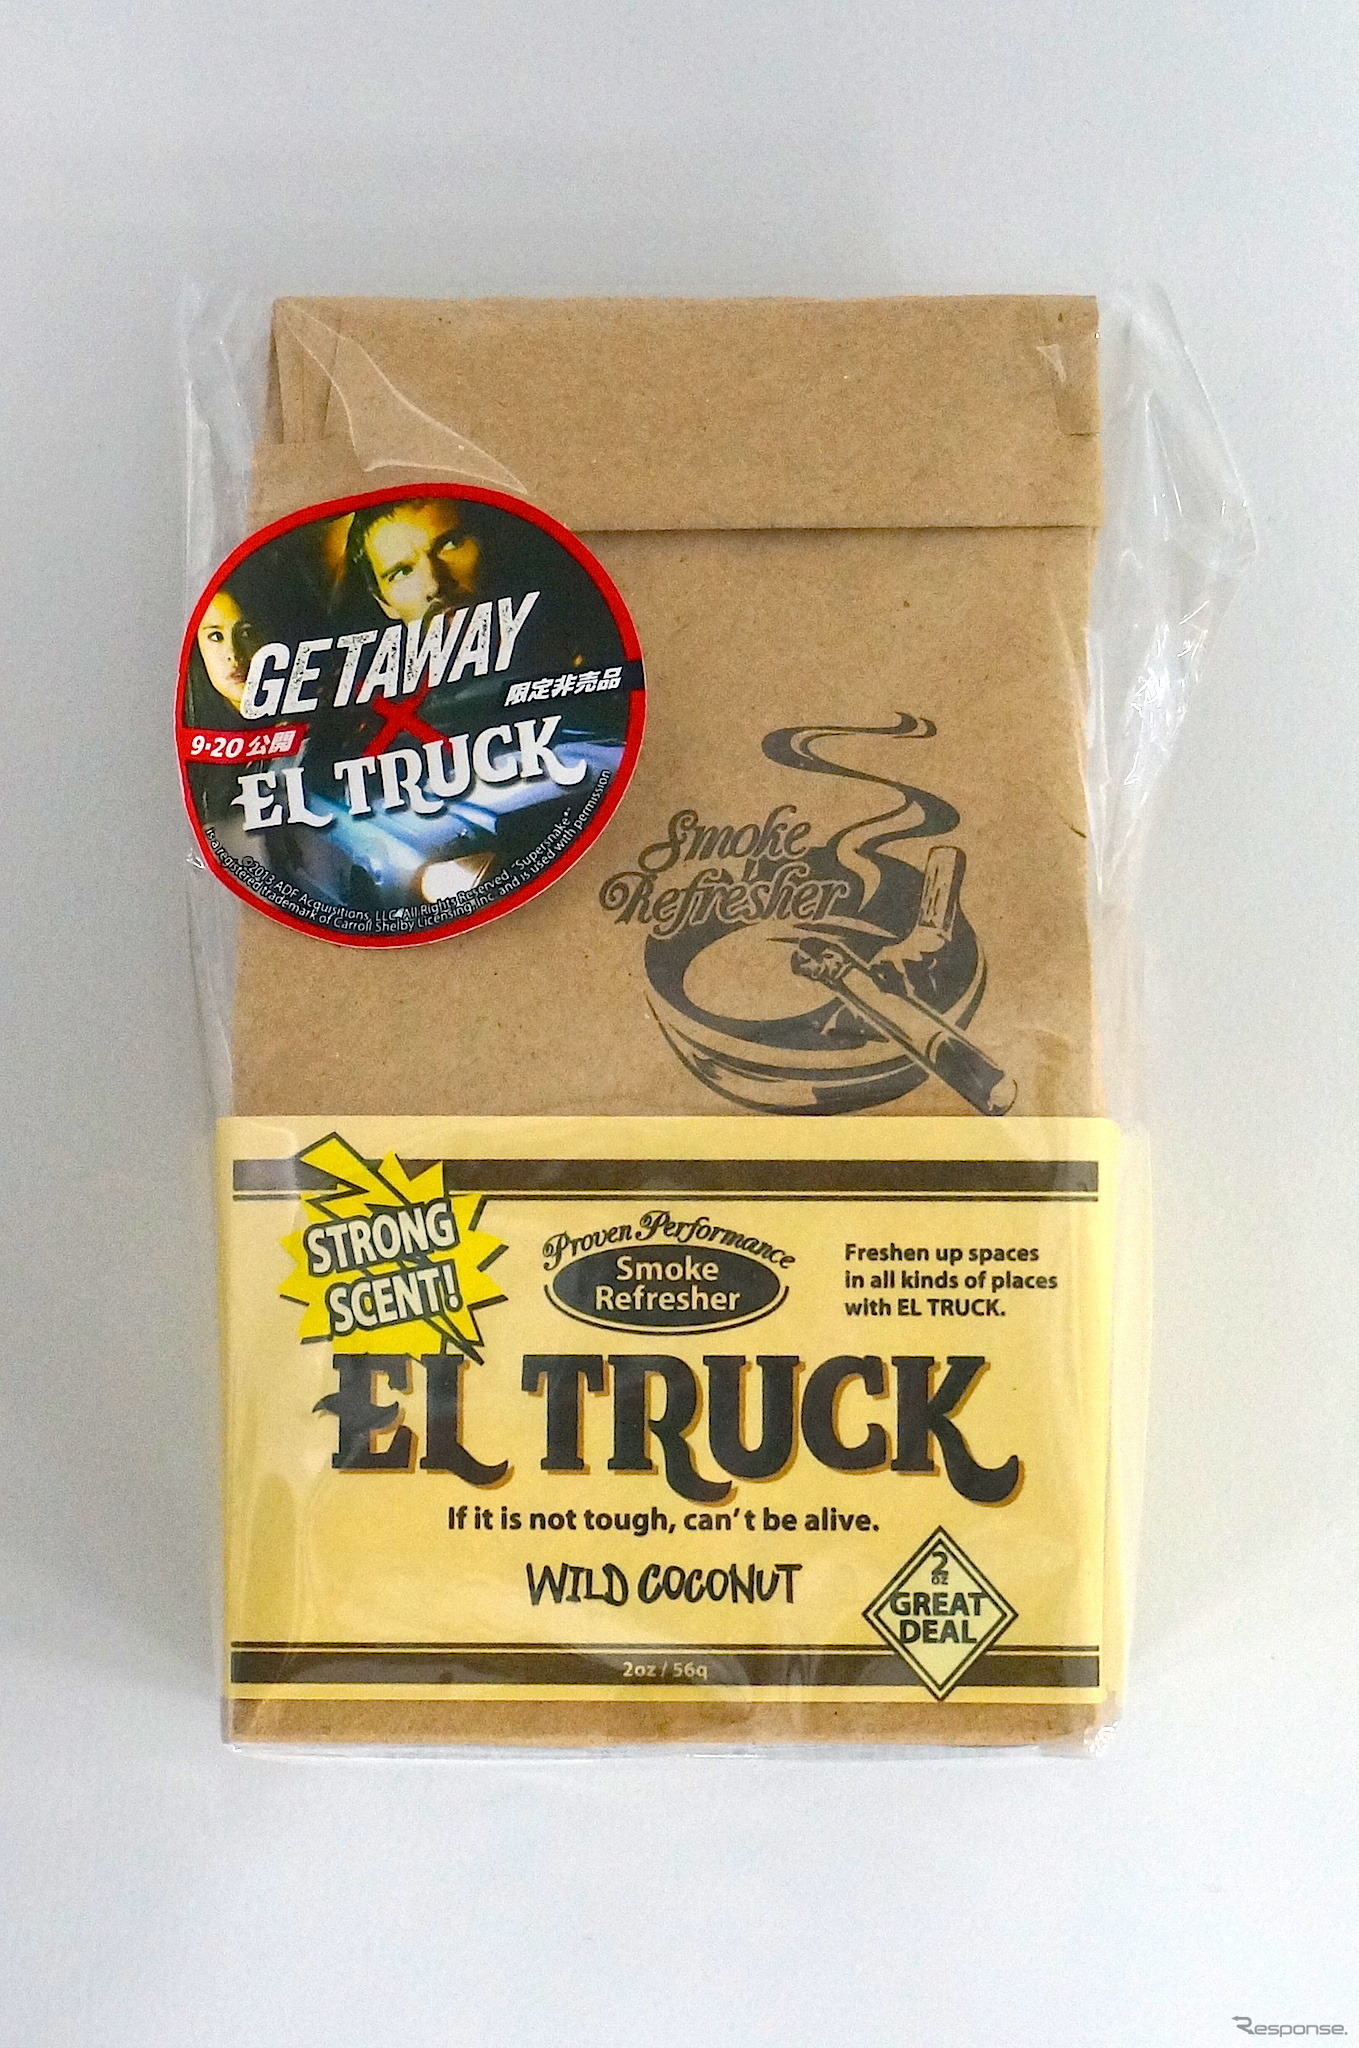 GETAWAY
限定非売品
×
9・20 公開
EL TRUCK
©2013 ADF Acquisitions, LLC, All Rights Reserved. "Supersnake"
is a registered trademark of Carroll Shelby Licensing, Inc. and is used with permission
Smoke
Refresher
STRONG
SCENT!
Proven Performance
Smoke
Refresher
Freshen up spaces
in all kinds of places
with EL TRUCK.
EL TRUCK
If it is not tough, can't be alive.
WILD COCONUT
2
oz
GREAT
DEAL
2oz / 56g
Response.